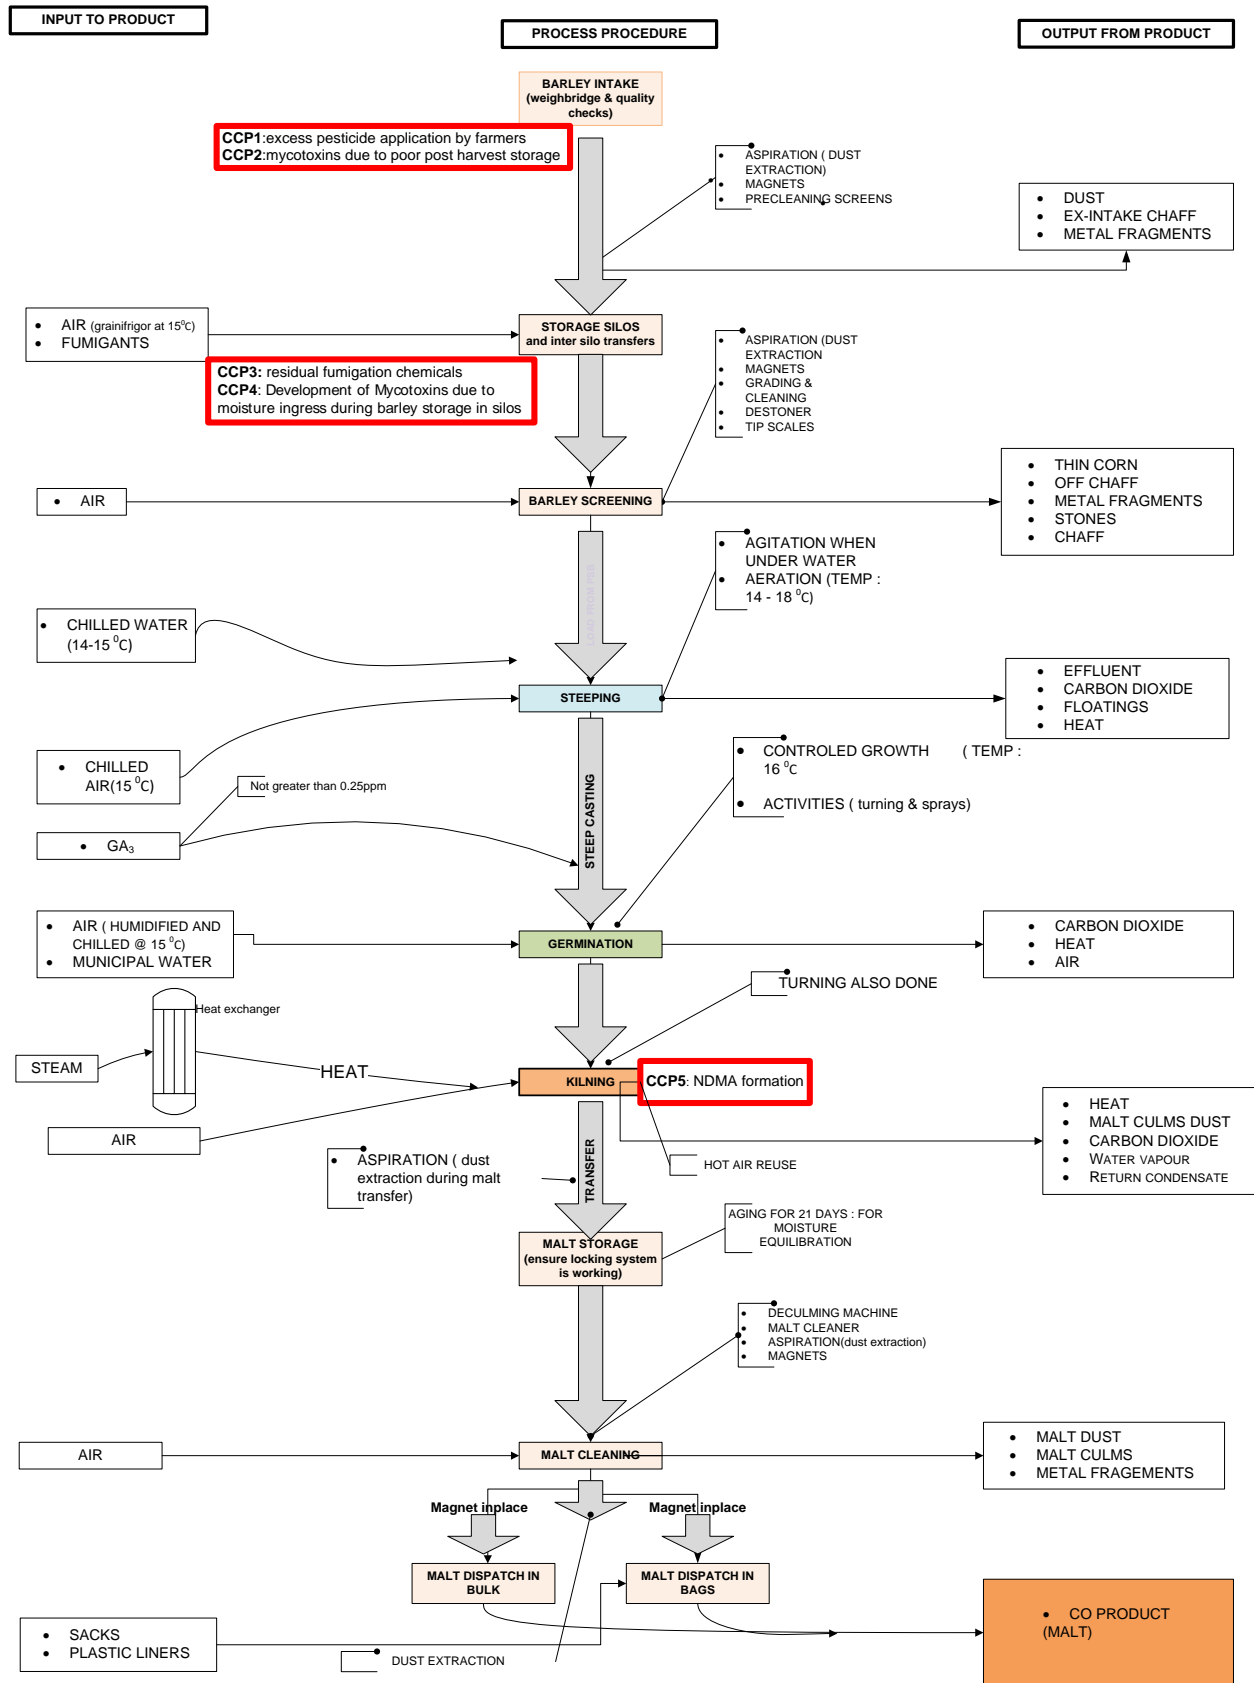 INPUT TO PRODUCT
PROCESS PROCEDURE
OUTPUT FROM PRODUCT
BARLEY INTAKE
(weighbridge & quality
checks)
CCP1:excess pesticide application by farmers
CCP2:mycotoxins due to poor post harvest storage
• ASPIRATION ( DUST
EXTRACTION)
• MAGNETS
• PRECLEANING SCREENS
• DUST
• EX-INTAKE CHAFF
• METAL FRAGMENTS
• AIR (grainifrigor at 15⁰C)
• FUMIGANTS
STORAGE SILOS
and inter silo transfers
CCP3: residual fumigation chemicals
CCP4: Development of Mycotoxins due to
moisture ingress during barley storage in silos
• ASPIRATION (DUST
EXTRACTION
• MAGNETS
• GRADING &
CLEANING
• DESTONER
• TIP SCALES
• AIR
BARLEY SCREENING
• THIN CORN
• OFF CHAFF
• METAL FRAGMENTS
• STONES
• CHAFF
LOAD FROM HBB
• AGITATION WHEN
UNDER WATER
• AERATION (TEMP :
14 - 18 ⁰C)
• CHILLED WATER
(14-15 ⁰C)
STEEPING
• EFFLUENT
• CARBON DIOXIDE
• FLOATINGS
• HEAT
• CHILLED
AIR(15 ⁰C)
Not greater than 0.25ppm
• GA₃
STEEP CASTING
• CONTROLED GROWTH ( TEMP :
16 ⁰C
• ACTIVITIES ( turning & sprays)
• AIR ( HUMIDIFIED AND
CHILLED @ 15 ⁰C)
• MUNICIPAL WATER
GERMINATION
• CARBON DIOXIDE
• HEAT
• AIR
TURNING ALSO DONE
Heat exchanger
STEAM
HEAT
KILNING
CCP5: NDMA formation
AIR
• HEAT
• MALT CULMS DUST
• CARBON DIOXIDE
• WATER VAPOUR
• RETURN CONDENSATE
• ASPIRATION ( dust
extraction during malt
transfer)
TRANSFER
HOT AIR REUSE
MALT STORAGE
(ensure locking system
is working)
AGING FOR 21 DAYS : FOR
MOISTURE
EQUILIBRATION
• DECULMING MACHINE
• MALT CLEANER
• ASPIRATION(dust extraction)
• MAGNETS
AIR
MALT CLEANING
• MALT DUST
• MALT CULMS
• METAL FRAGEMENTS
Magnet inplace
Magnet inplace
MALT DISPATCH IN
BULK
MALT DISPATCH IN
BAGS
• SACKS
• PLASTIC LINERS
DUST EXTRACTION
• CO PRODUCT
(MALT)